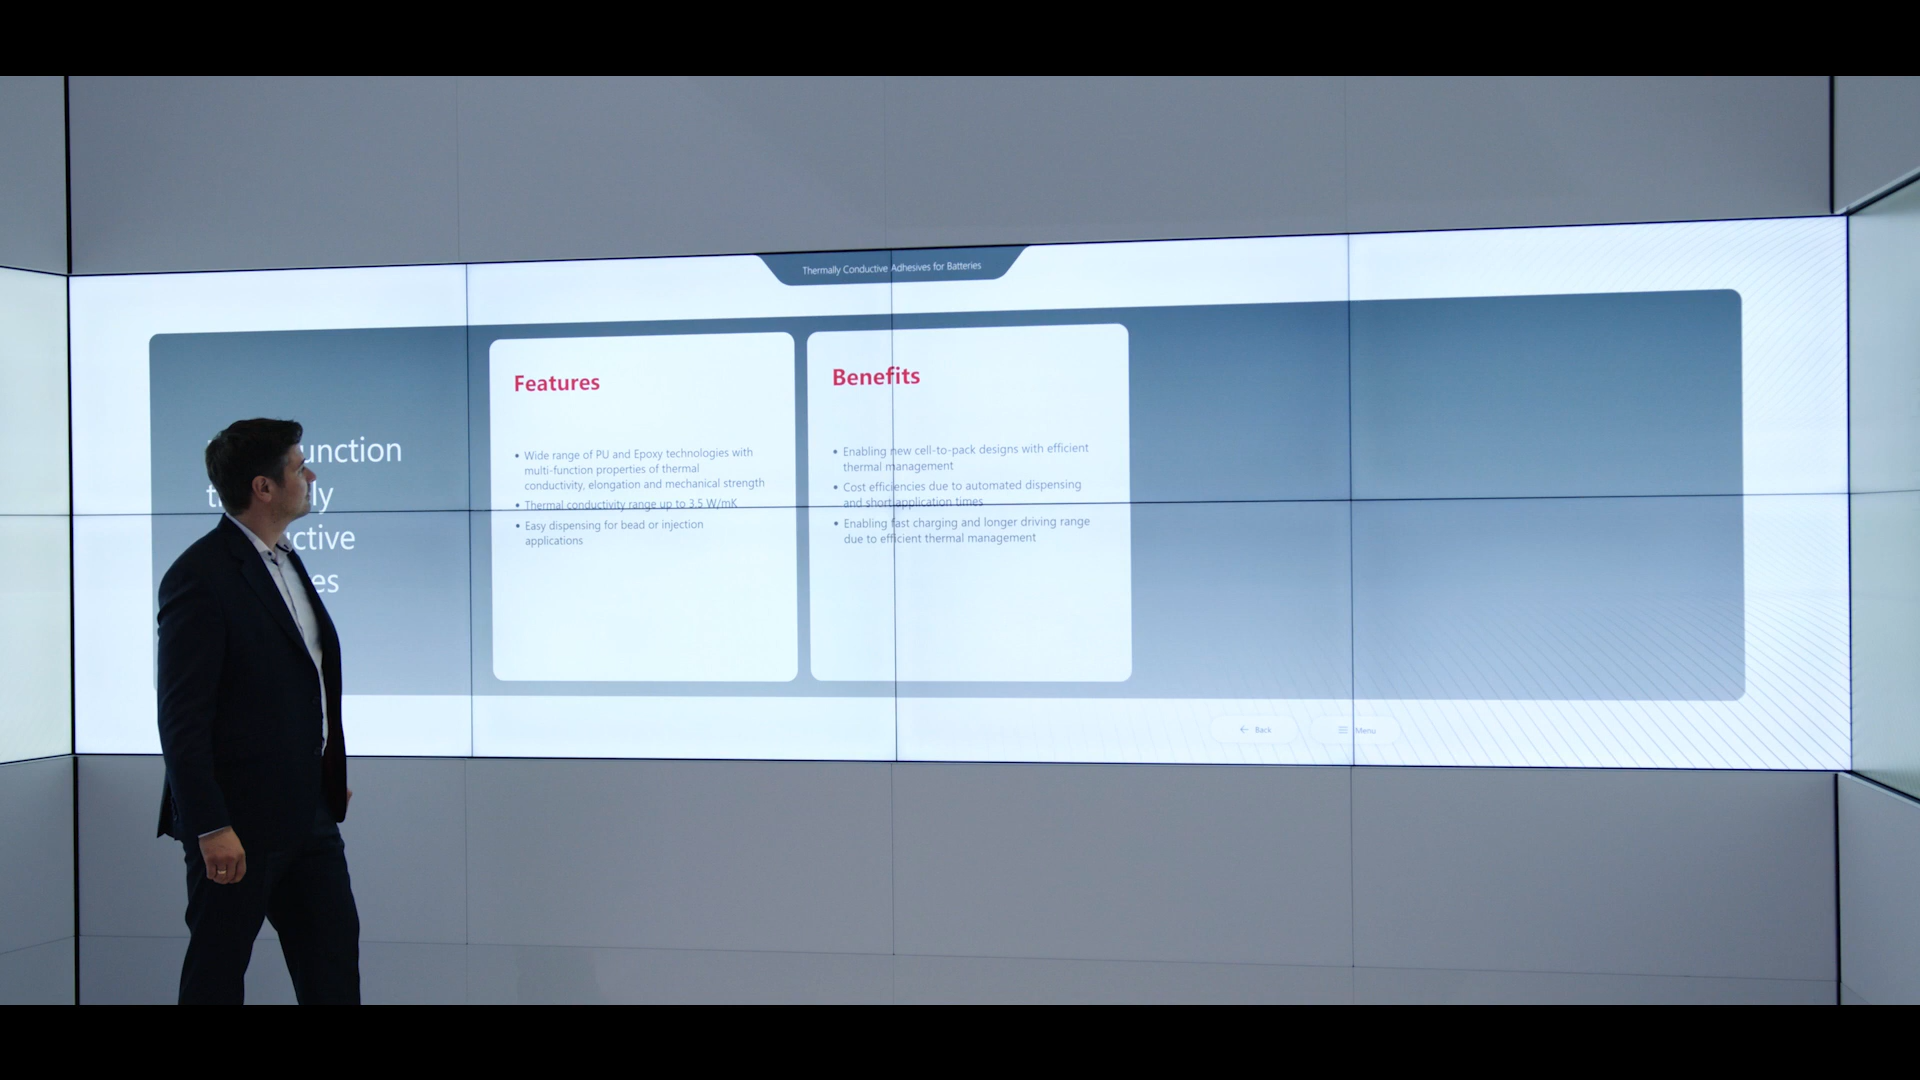 Thermally Conductive Adhesives for Batteries
unction
ly
ctive
es
Features
• Wide range of PU and Epoxy technologies with
multi-function properties of thermal
conductivity, elongation and mechanical strength
• Thermal conductivity range up to 3.5 W/mK
• Easy dispensing for bead or injection
applications
Benefits
• Enabling new cell-to-pack designs with efficient
thermal management
• Cost efficiencies due to automated dispensing
and short application times
• Enabling fast charging and longer driving range
due to efficient thermal management
Back
Menu